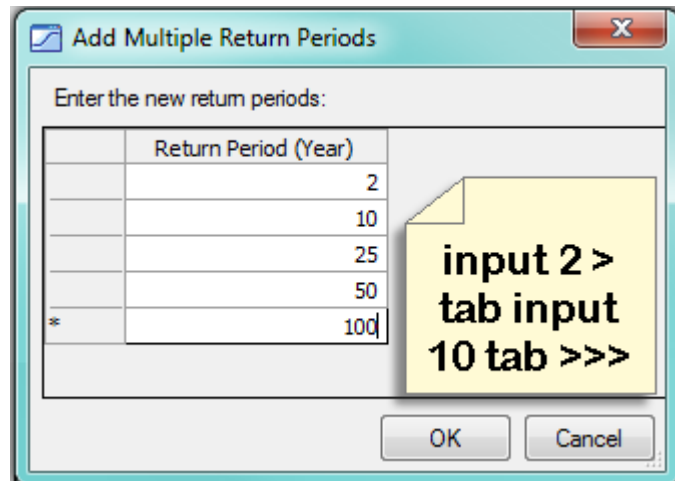 Add Multiple Return Periods
Enter the new return periods:
Return Period (Year)
2
10
25
50
* 100
input 2 >
tab input
10 tab >>>
OK Cancel